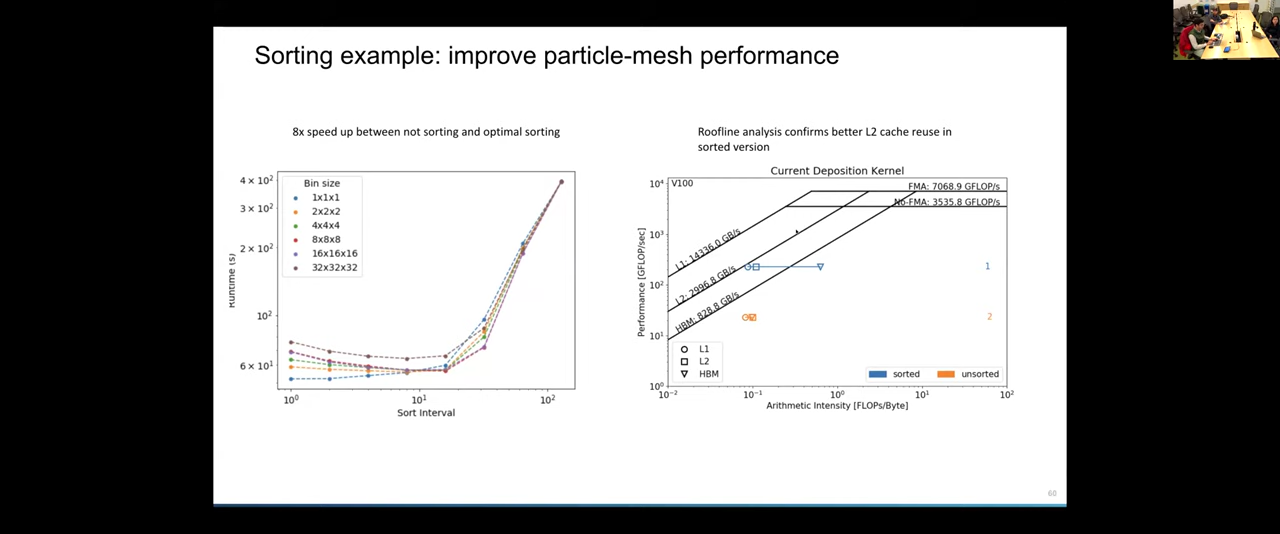 Sorting example: improve particle-mesh performance
8x speed up between not sorting and optimal sorting
Bin size
1x1x1
2x2x2
4x4x4
8x8x8
16x16x16
32x32x32
4 × 10²
3 × 10²
2 × 10²
10²
6 × 10¹
Runtime (s)
10⁰
10¹
10²
Sort Interval
Roofline analysis confirms better L2 cache reuse in
sorted version
Current Deposition Kernel
V100
FMA: 7068.9 GFLOP/s
No-FMA: 3535.8 GFLOP/s
L1: 14336.0 GB/s
L2: 2996.8 GB/s
HBM: 828.8 GB/s
1
2
L1
L2
HBM
sorted
unsorted
10⁴
10³
10²
10¹
10⁰
Performance [GFLOP/sec]
10⁻²
10⁻¹
10⁰
10¹
10²
Arithmetic Intensity [FLOPs/Byte]
60